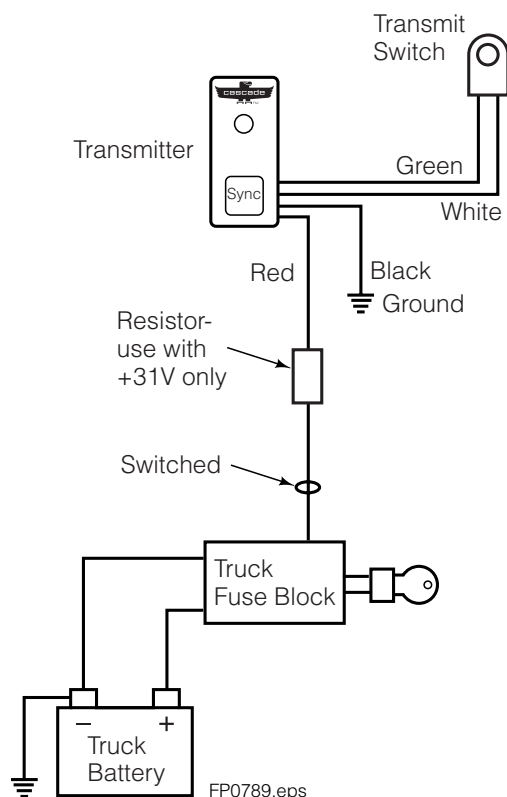 Transmit
Switch
cascade
Transmitter
Green
Sync
White
Red
Black
Ground
Resistor-
use with
+31V only
Switched
Truck
Fuse Block
– +
Truck
Battery
FP0789.eps